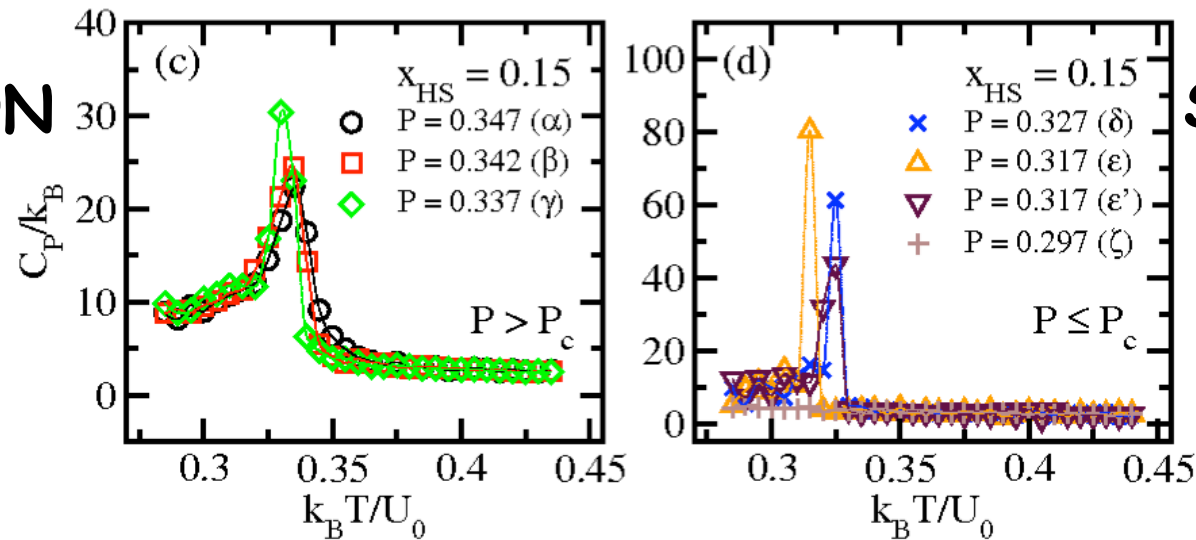 N
40
30
20
10
0
C_P/k_B
(c)
x_HS = 0.15
P = 0.347 (α)
P = 0.342 (β)
P = 0.337 (γ)
P > P_c
0.3 0.35 0.4 0.45
k_B T/U_0
100
80
60
40
20
0
(d)
x_HS = 0.15
P = 0.327 (δ)
P = 0.317 (ε)
P = 0.317 (ε')
P = 0.297 (ζ)
P ≤ P_c
0.3 0.35 0.4 0.45
k_B T/U_0